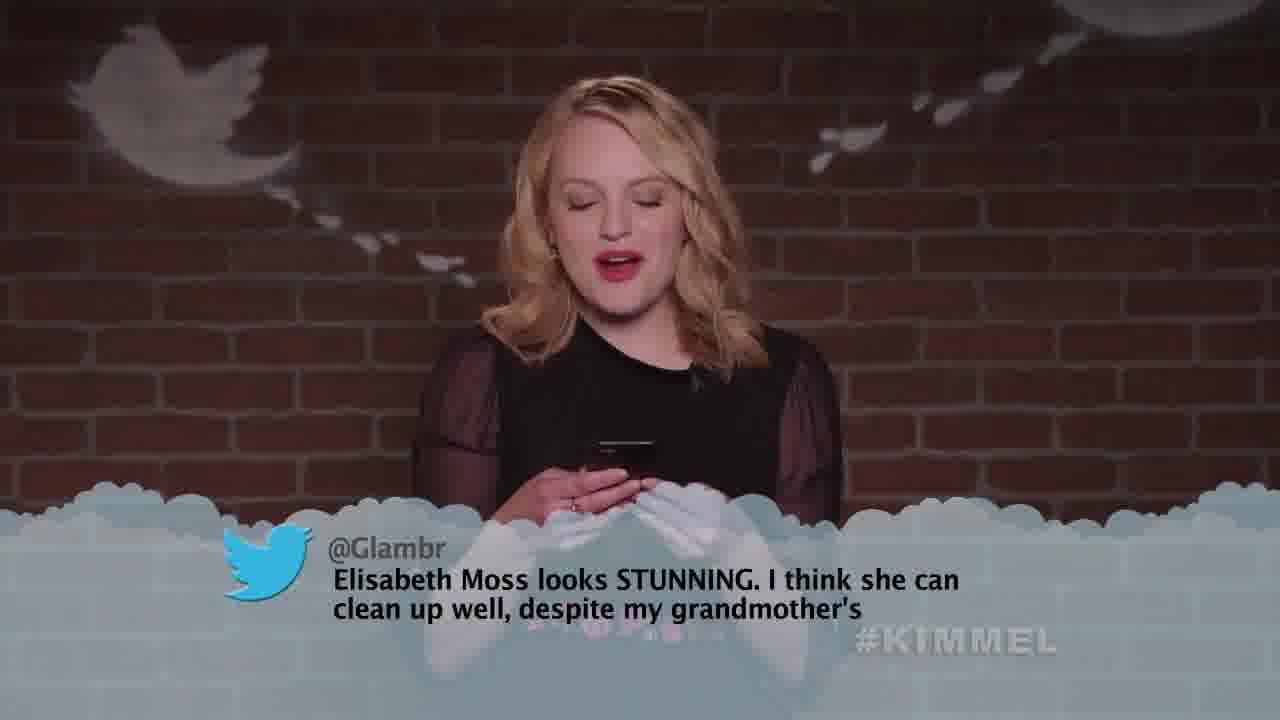 @Glambr
Elisabeth Moss looks STUNNING. I think she can
clean up well, despite my grandmother's
#KIMMEL